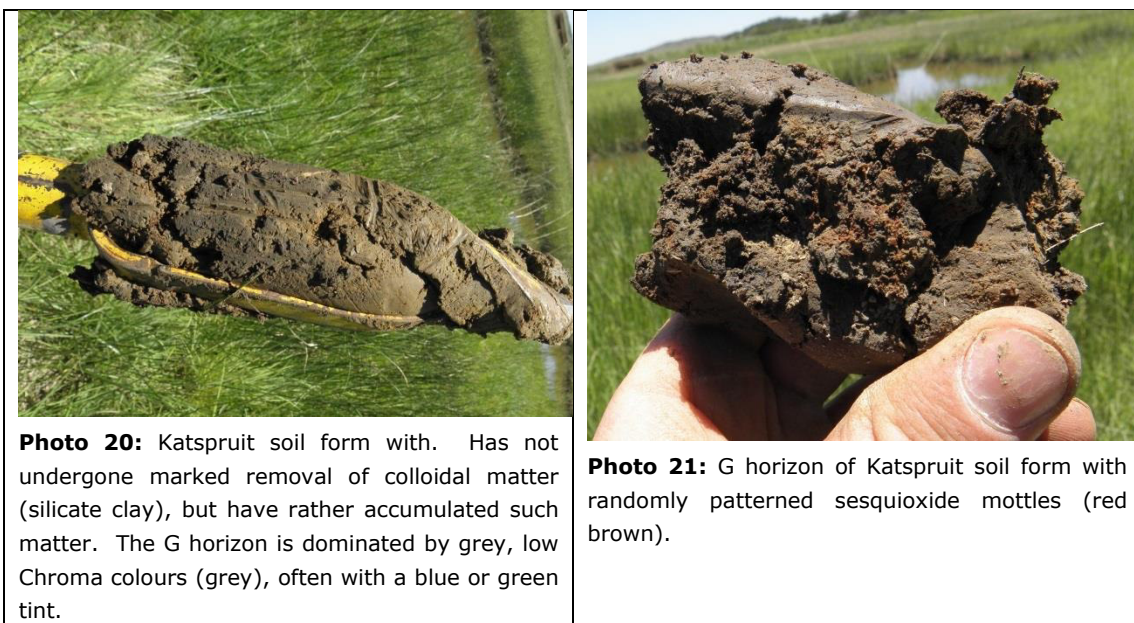 Photo 20: Katspruit soil form with. Has not
undergone marked removal of colloidal matter
(silicate clay), but have rather accumulated such
matter. The G horizon is dominated by grey, low
Chroma colours (grey), often with a blue or green
tint.
Photo 21: G horizon of Katspruit soil form with
randomly patterned sesquioxide mottles (red
brown).